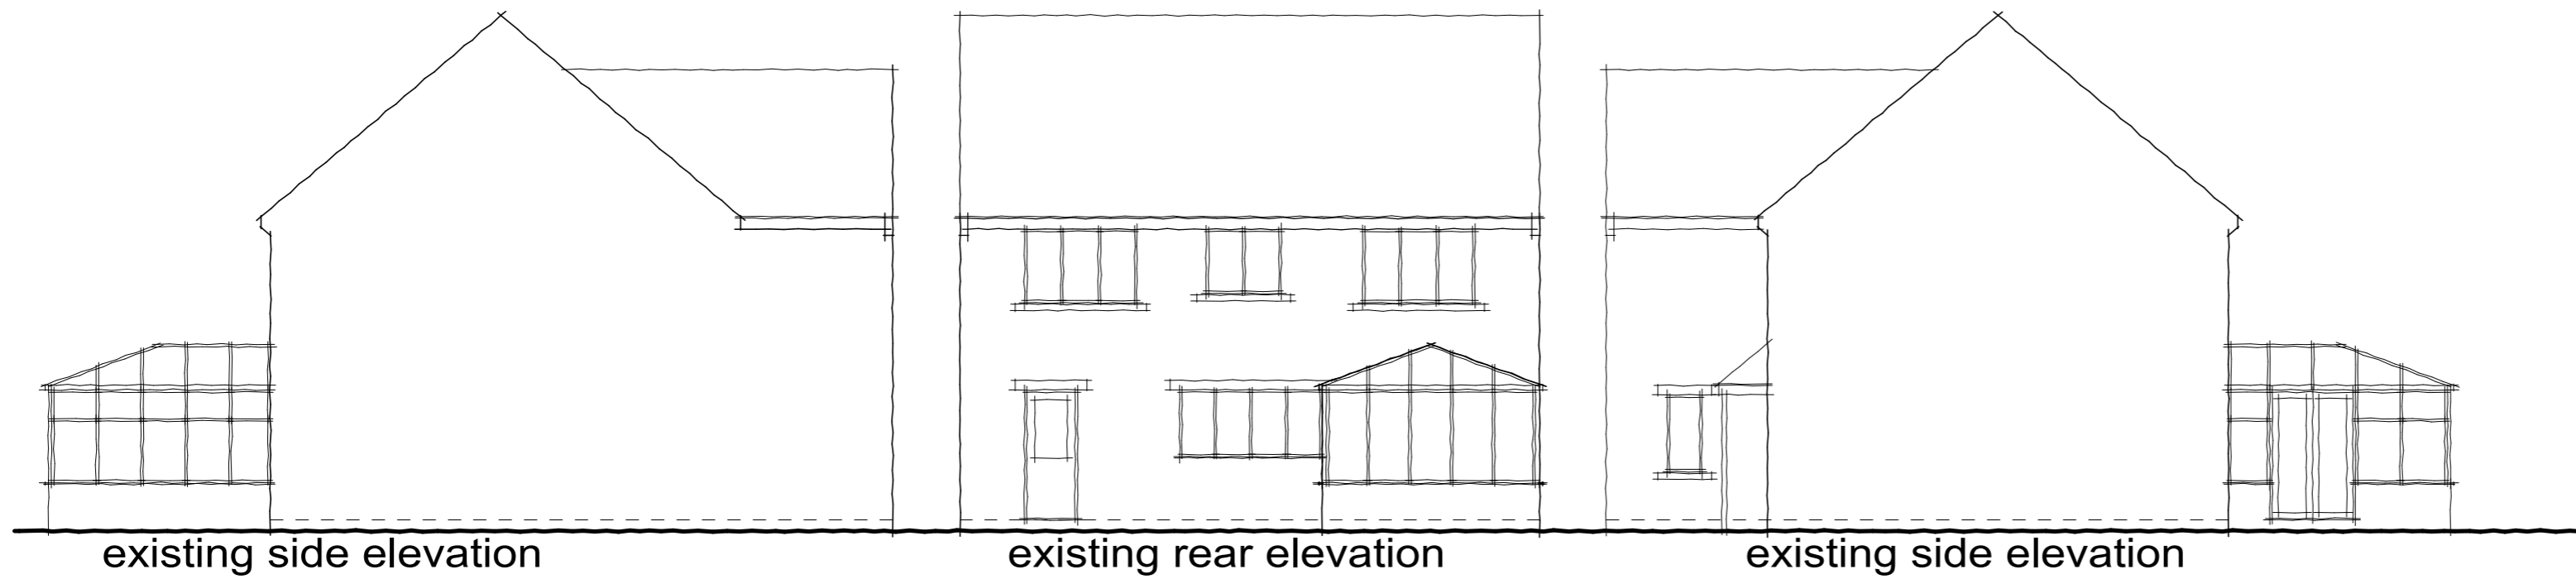 existing side elevation
existing rear elevation
existing side elevation